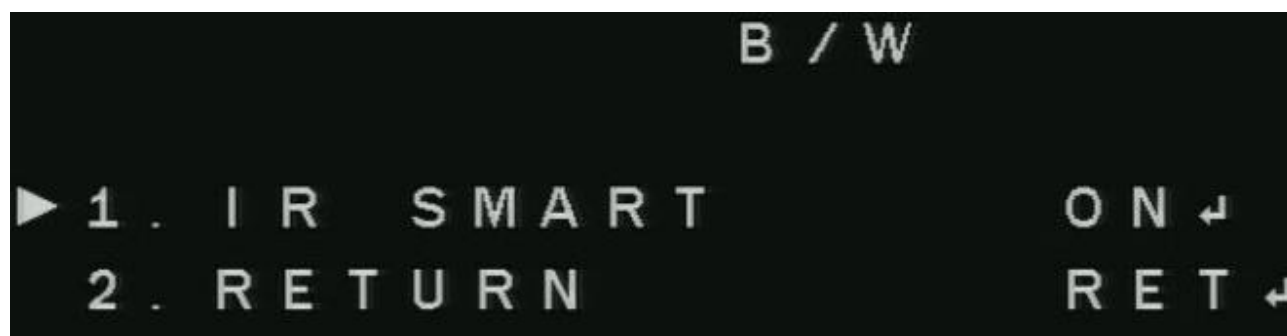 B/W
▶1. IR SMART ON↵
2. RETURN RET↵